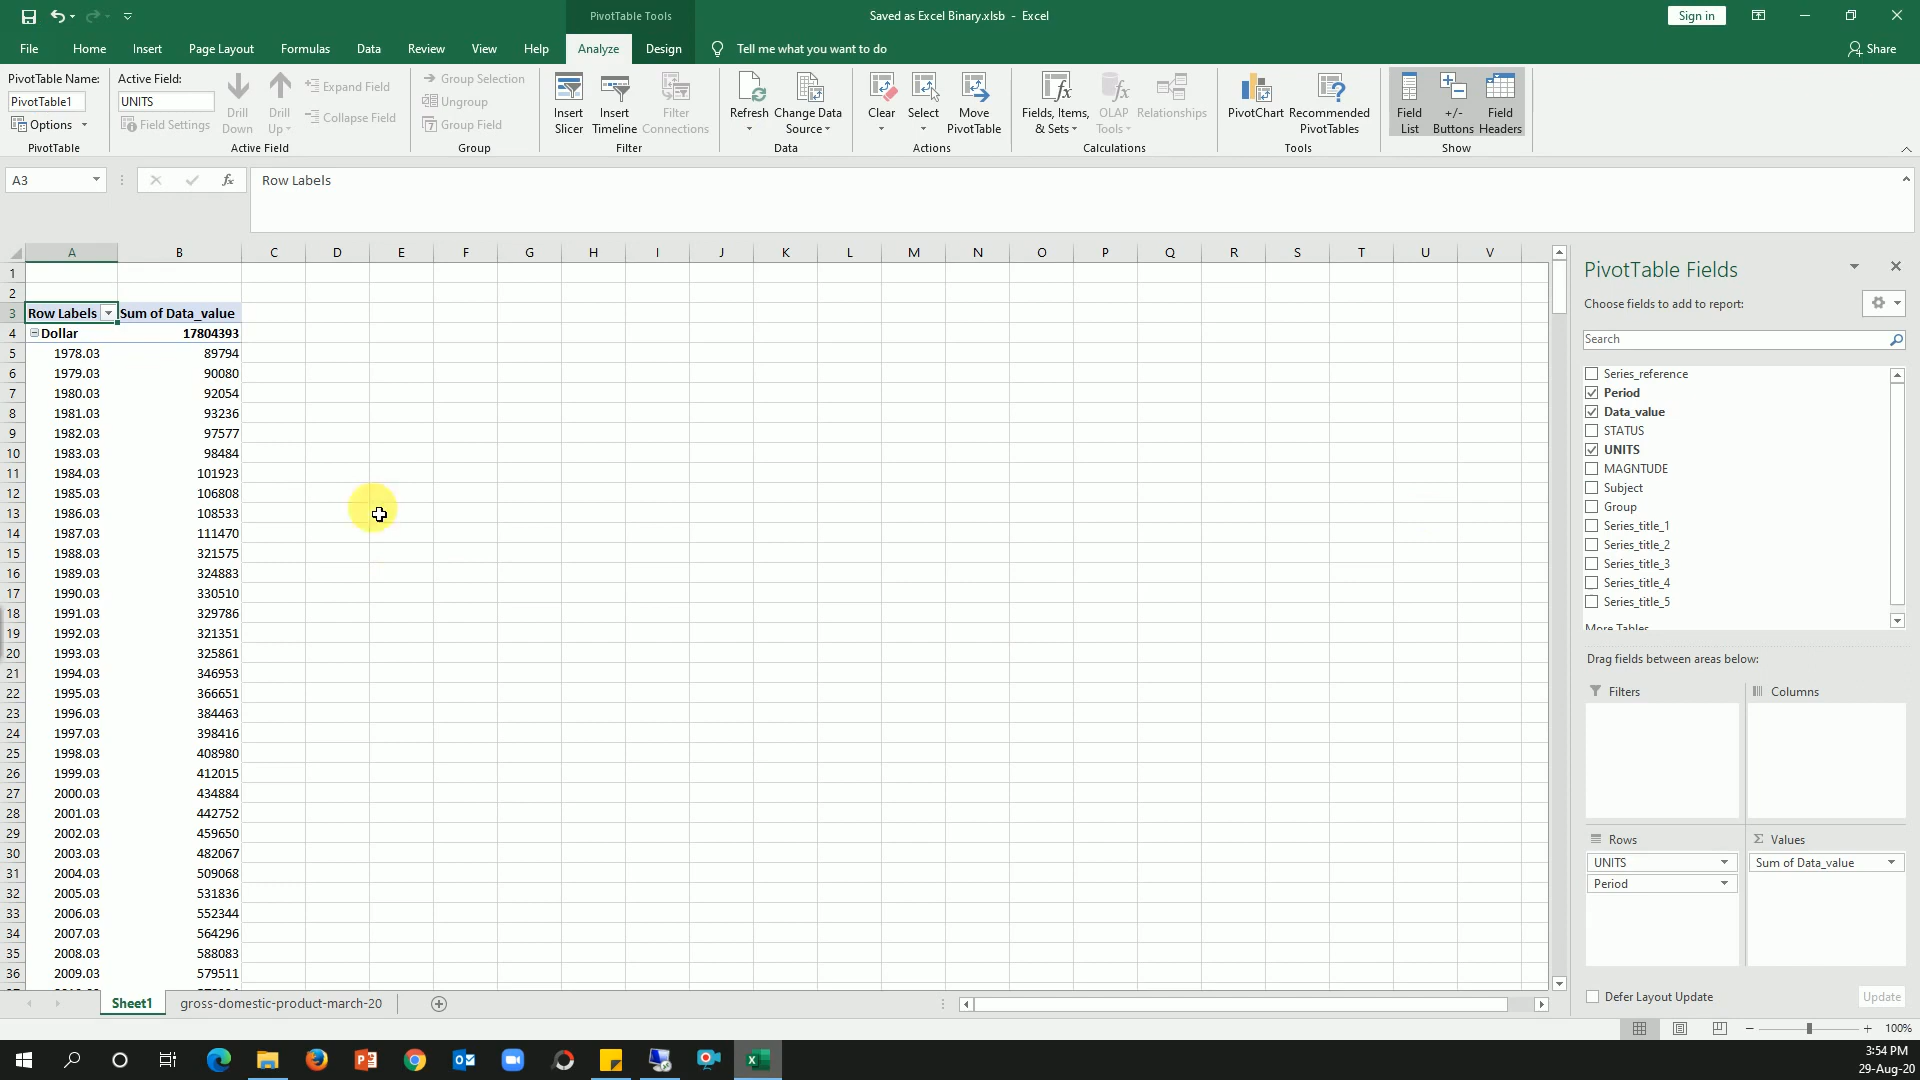 PivotTable Tools
Saved as Excel Binary.xlsb - Excel
Sign in
File Home Insert Page Layout Formulas Data Review View Help Analyze Design Tell me what you want to do Share
PivotTable Name:
PivotTable1
Options
PivotTable
Active Field:
UNITS
Field Settings
Drill Down
Drill Up
Expand Field
Collapse Field
Active Field
Group Selection
Ungroup
Group Field
Group
Insert Slicer
Insert Timeline
Filter Connections
Filter
Refresh
Change Data Source
Data
Clear
Select
Move PivotTable
Actions
Fields, Items, & Sets
OLAP Tools
Relationships
Calculations
PivotChart
Recommended PivotTables
Tools
Field List
+/- Buttons
Field Headers
Show
A3
fx
Row Labels
A B C D E F G H I J K L M N O P Q R S T U V
1
2
3 Row Labels Sum of Data_value
4 Dollar 17804393
5 1978.03 89794
6 1979.03 90080
7 1980.03 92054
8 1981.03 93236
9 1982.03 97577
10 1983.03 98484
11 1984.03 101923
12 1985.03 106808
13 1986.03 108533
14 1987.03 111470
15 1988.03 321575
16 1989.03 324883
17 1990.03 330510
18 1991.03 329786
19 1992.03 321351
20 1993.03 325861
21 1994.03 346953
22 1995.03 366651
23 1996.03 384463
24 1997.03 398416
25 1998.03 408980
26 1999.03 412015
27 2000.03 434884
28 2001.03 442752
29 2002.03 459650
30 2003.03 482067
31 2004.03 509068
32 2005.03 531836
33 2006.03 552344
34 2007.03 564296
35 2008.03 588083
36 2009.03 579511
Sheet1 gross-domestic-product-march-20
PivotTable Fields
Choose fields to add to report:
Search
Series_reference
Period
Data_value
STATUS
UNITS
MAGNTUDE
Subject
Group
Series_title_1
Series_title_2
Series_title_3
Series_title_4
Series_title_5
More Tables
Drag fields between areas below:
Filters
Columns
Rows
UNITS
Period
Values
Sum of Data_value
Defer Layout Update
Update
100%
3:54 PM
29-Aug-20